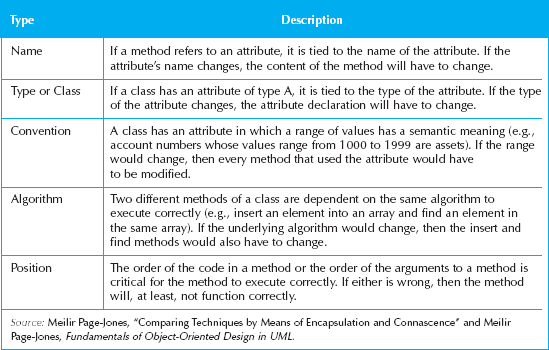 Type Description
Name If a method refers to an attribute, it is tied to the name of the attribute. If the
attribute's name changes, the content of the method will have to change.
Type or Class If a class has an attribute of type A, it is tied to the type of the attribute. If the type
of the attribute changes, the attribute declaration will have to change.
Convention A class has an attribute in which a range of values has a semantic meaning (e.g.,
account numbers whose values range from 1000 to 1999 are assets). If the range
would change, then every method that used the attribute would have
to be modified.
Algorithm Two different methods of a class are dependent on the same algorithm to
execute correctly (e.g., insert an element into an array and find an element in
the same array). If the underlying algorithm would change, then the insert and
find methods would also have to change.
Position The order of the code in a method or the order of the arguments to a method is
critical for the method to execute correctly. If either is wrong, then the method
will, at least, not function correctly.
Source: Meilir Page-Jones, “Comparing Techniques by Means of Encapsulation and Connascence” and Meilir
Page-Jones, Fundamentals of Object-Oriented Design in UML.